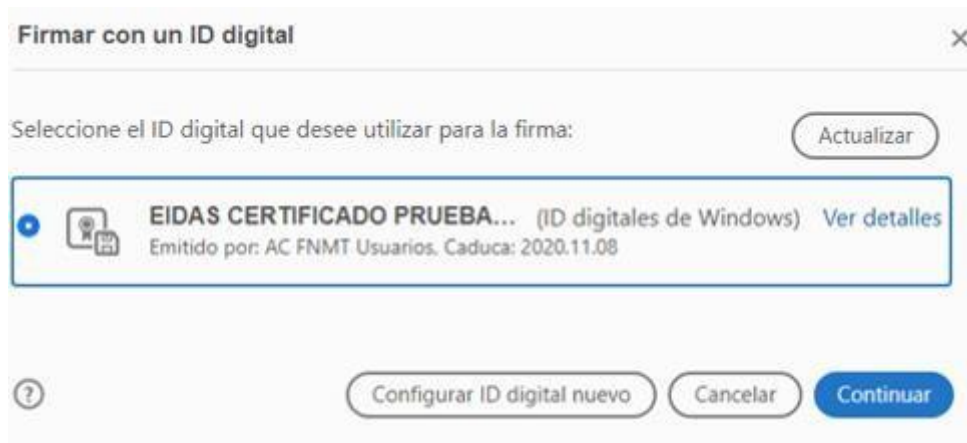 Firmar con un ID digital
Seleccione el ID digital que desee utilizar para la firma: Actualizar
EIDAS CERTIFICADO PRUEBA... (ID digitales de Windows) Ver detalles
Emitido por: AC FNMT Usuarios, Caduca: 2020.11.08
Configurar ID digital nuevo Cancelar Continuar